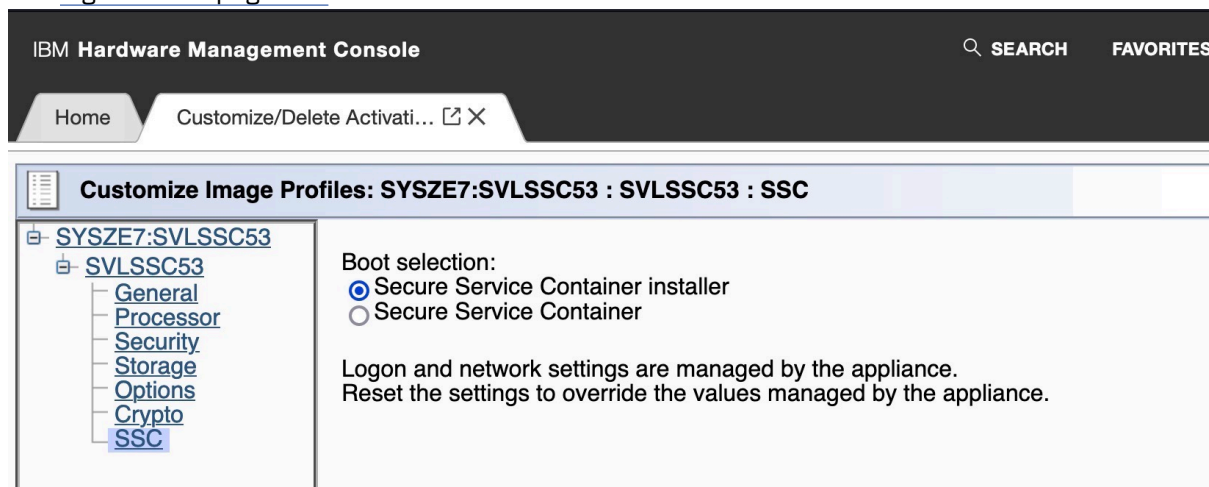 IBM Hardware Management Console
SEARCH FAVORITES
Home Customize/Delete Activati...
Customize Image Profiles: SYSZE7:SVLSSC53 : SVLSSC53 : SSC
SYSZE7:SVLSSC53
SVLSSC53
General
Processor
Security
Storage
Options
Crypto
SSC
Boot selection:
Secure Service Container installer
Secure Service Container
Logon and network settings are managed by the appliance.
Reset the settings to override the values managed by the appliance.